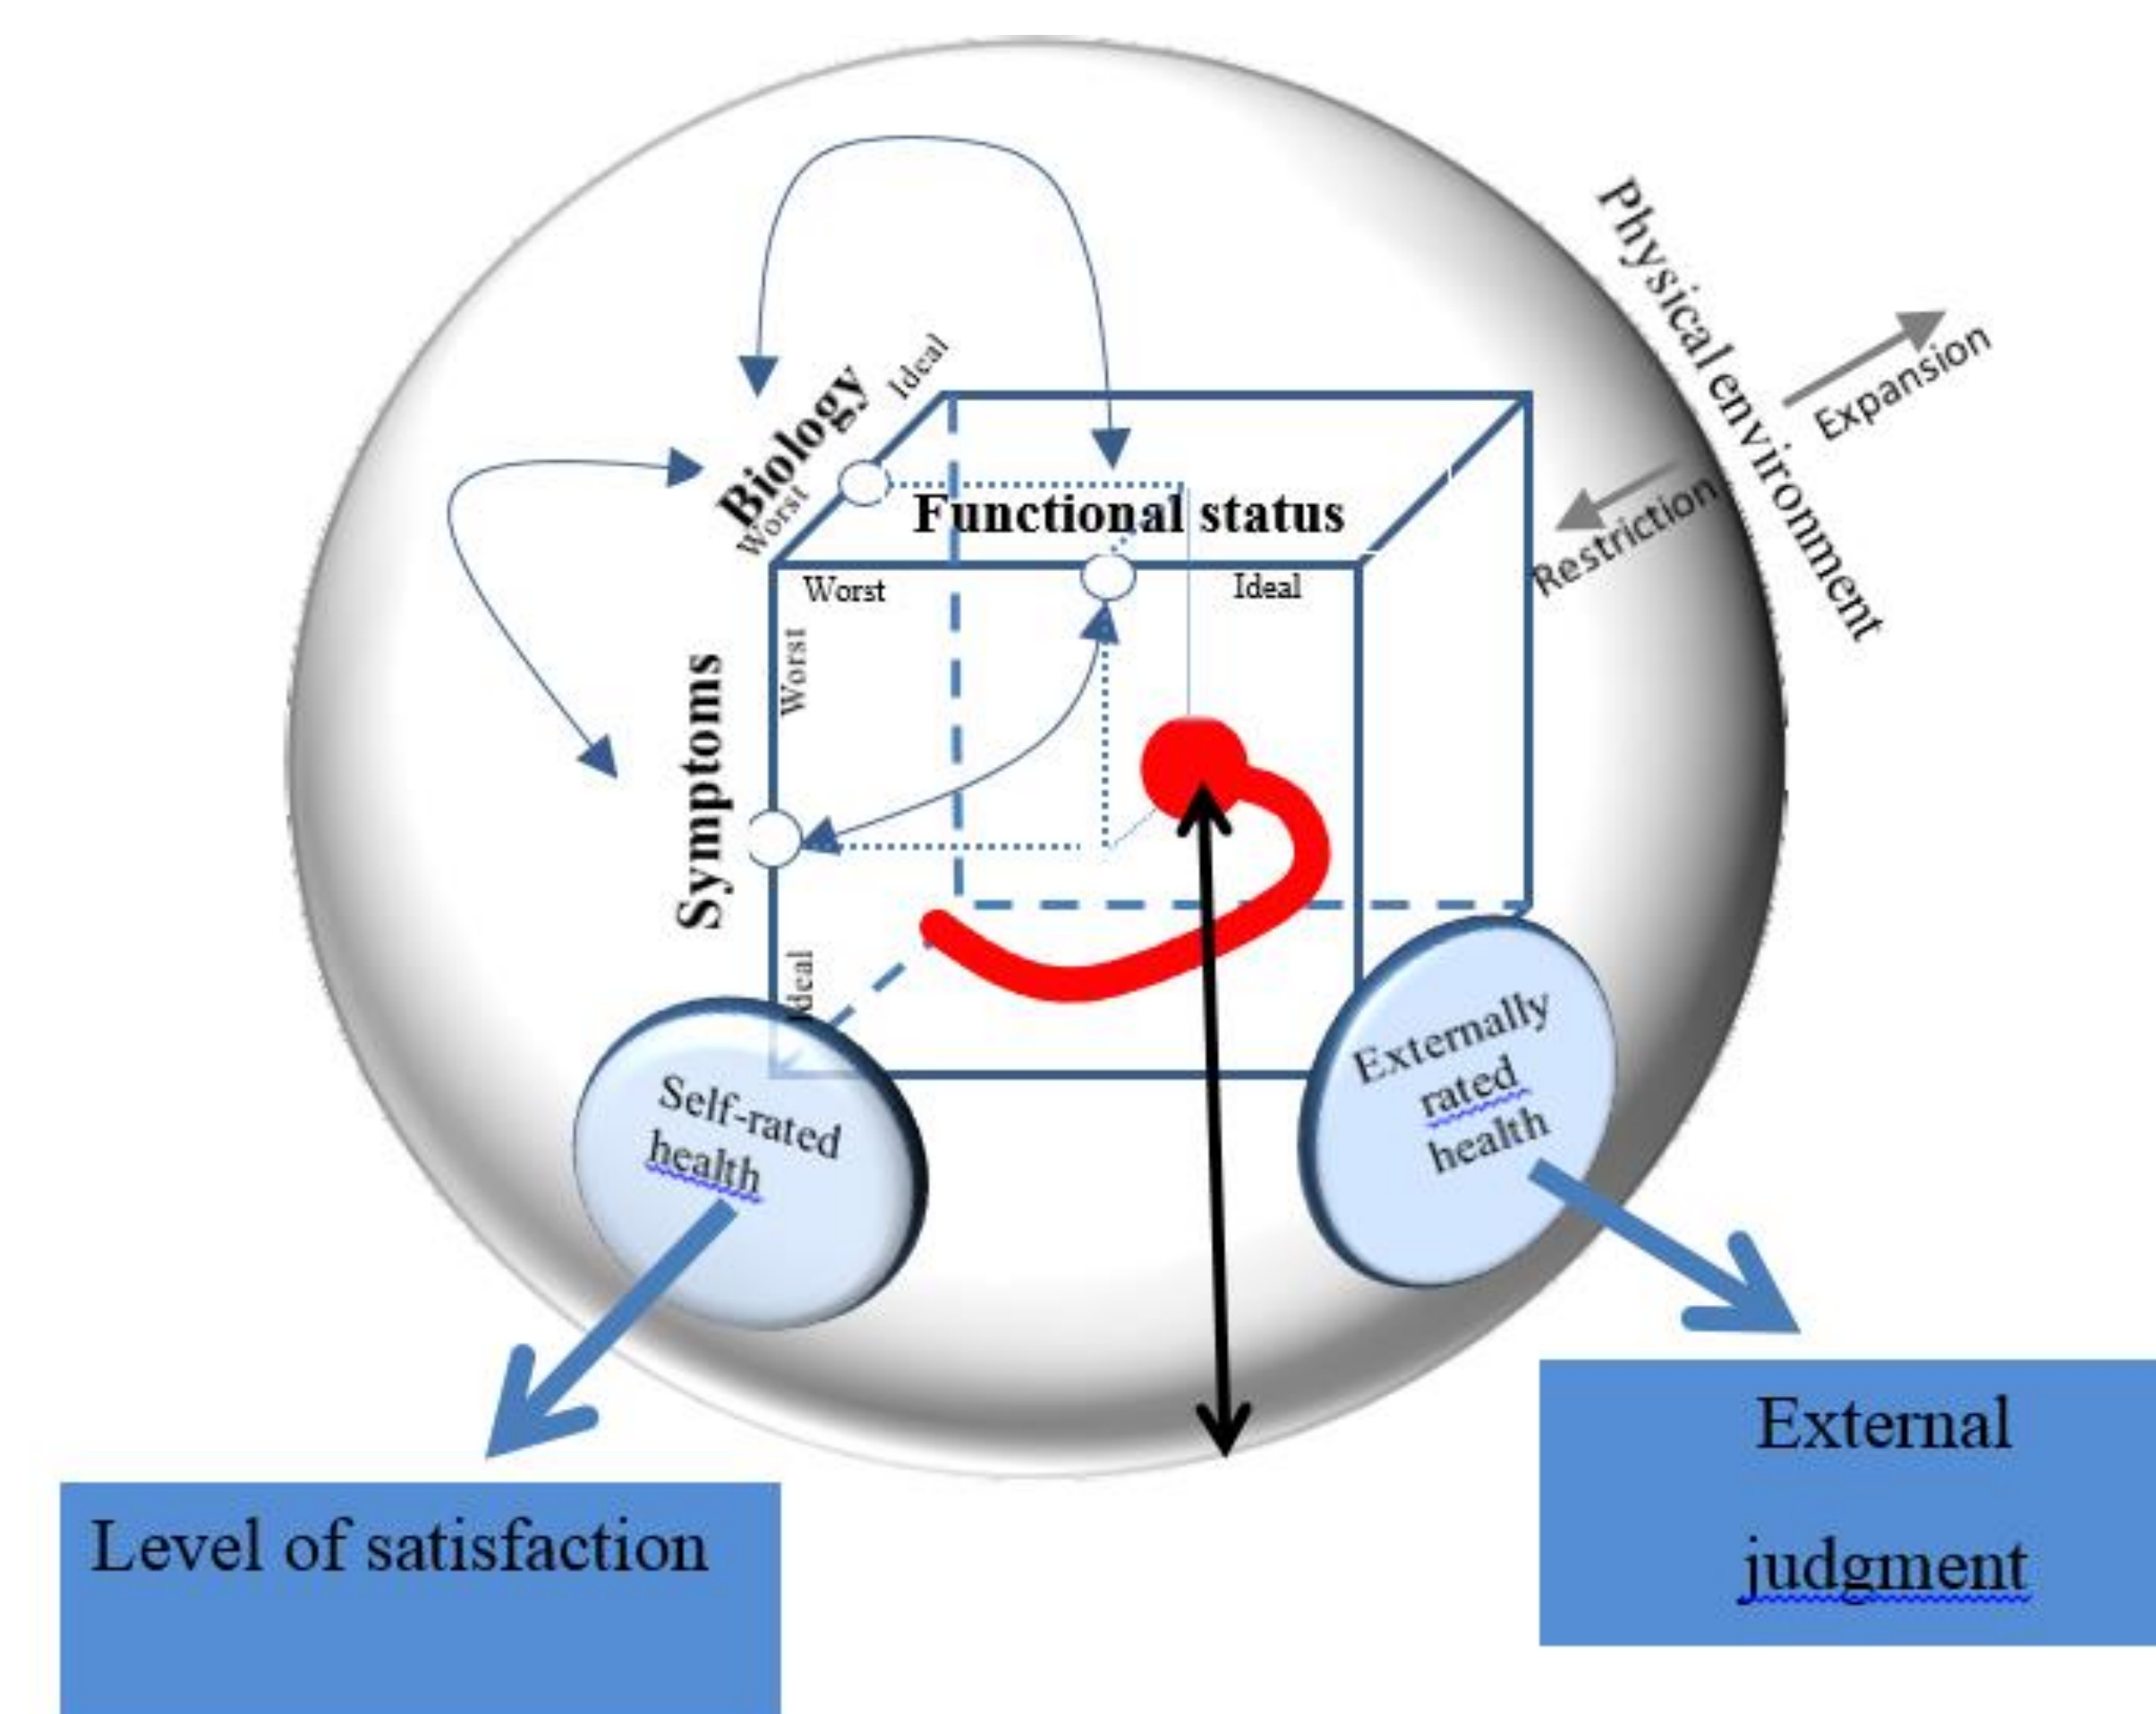 Physical environment
Expansion
Restriction
Biology
Ideal
Worst
Functional status
Worst
Ideal
Symptoms
Worst
Ideal
Self-rated
health
Externally
rated
health
Level of satisfaction
External
judgment